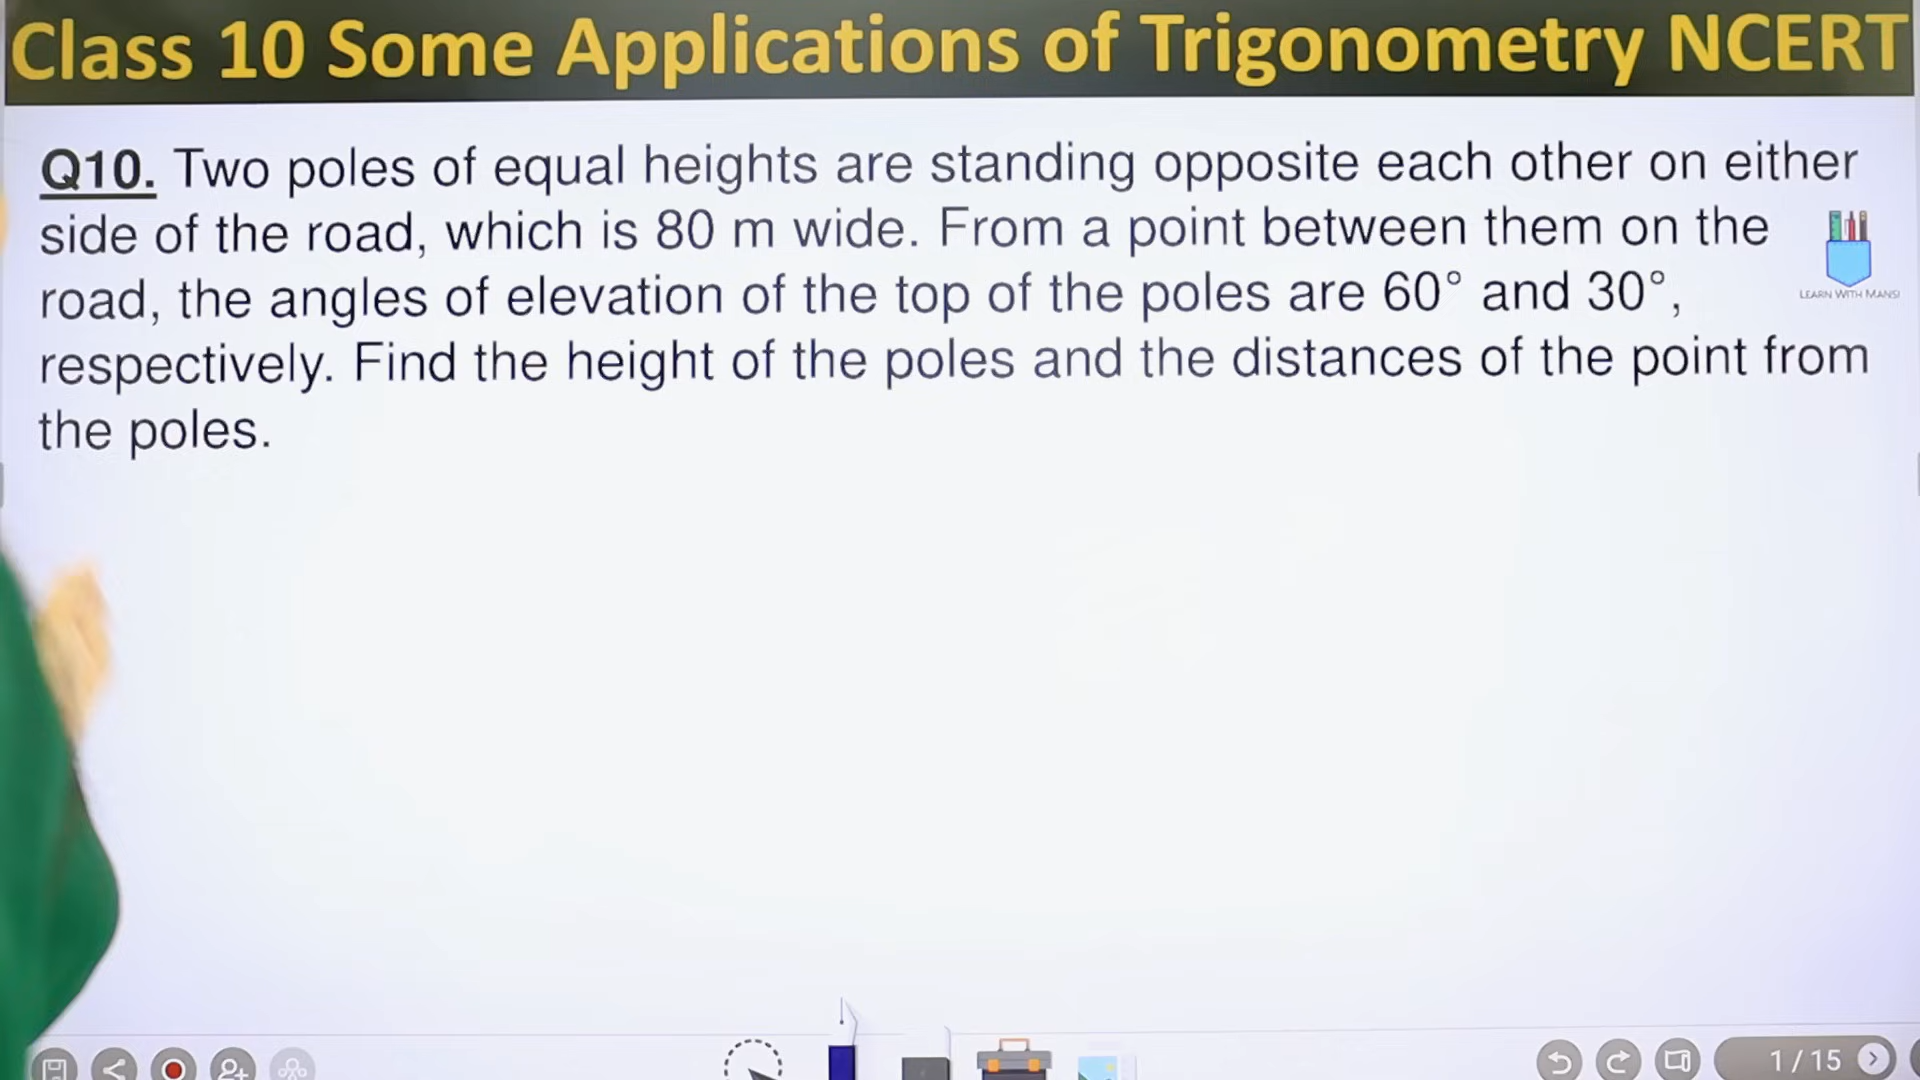 Class 10 Some Applications of Trigonometry NCERT
Q10. Two poles of equal heights are standing opposite each other on either
side of the road, which is 80 m wide. From a point between them on the
road, the angles of elevation of the top of the poles are 60° and 30°,
respectively. Find the height of the poles and the distances of the point from
the poles.
LEARN WITH MANSI
1 / 15